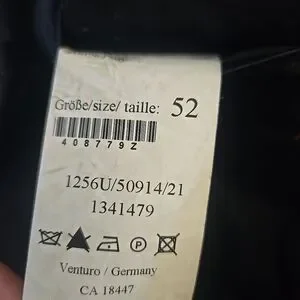 Größe/size/ taille: 52
408779Z
1256U/50914/21
1341479
P
Venturo / Germany
CA 18447